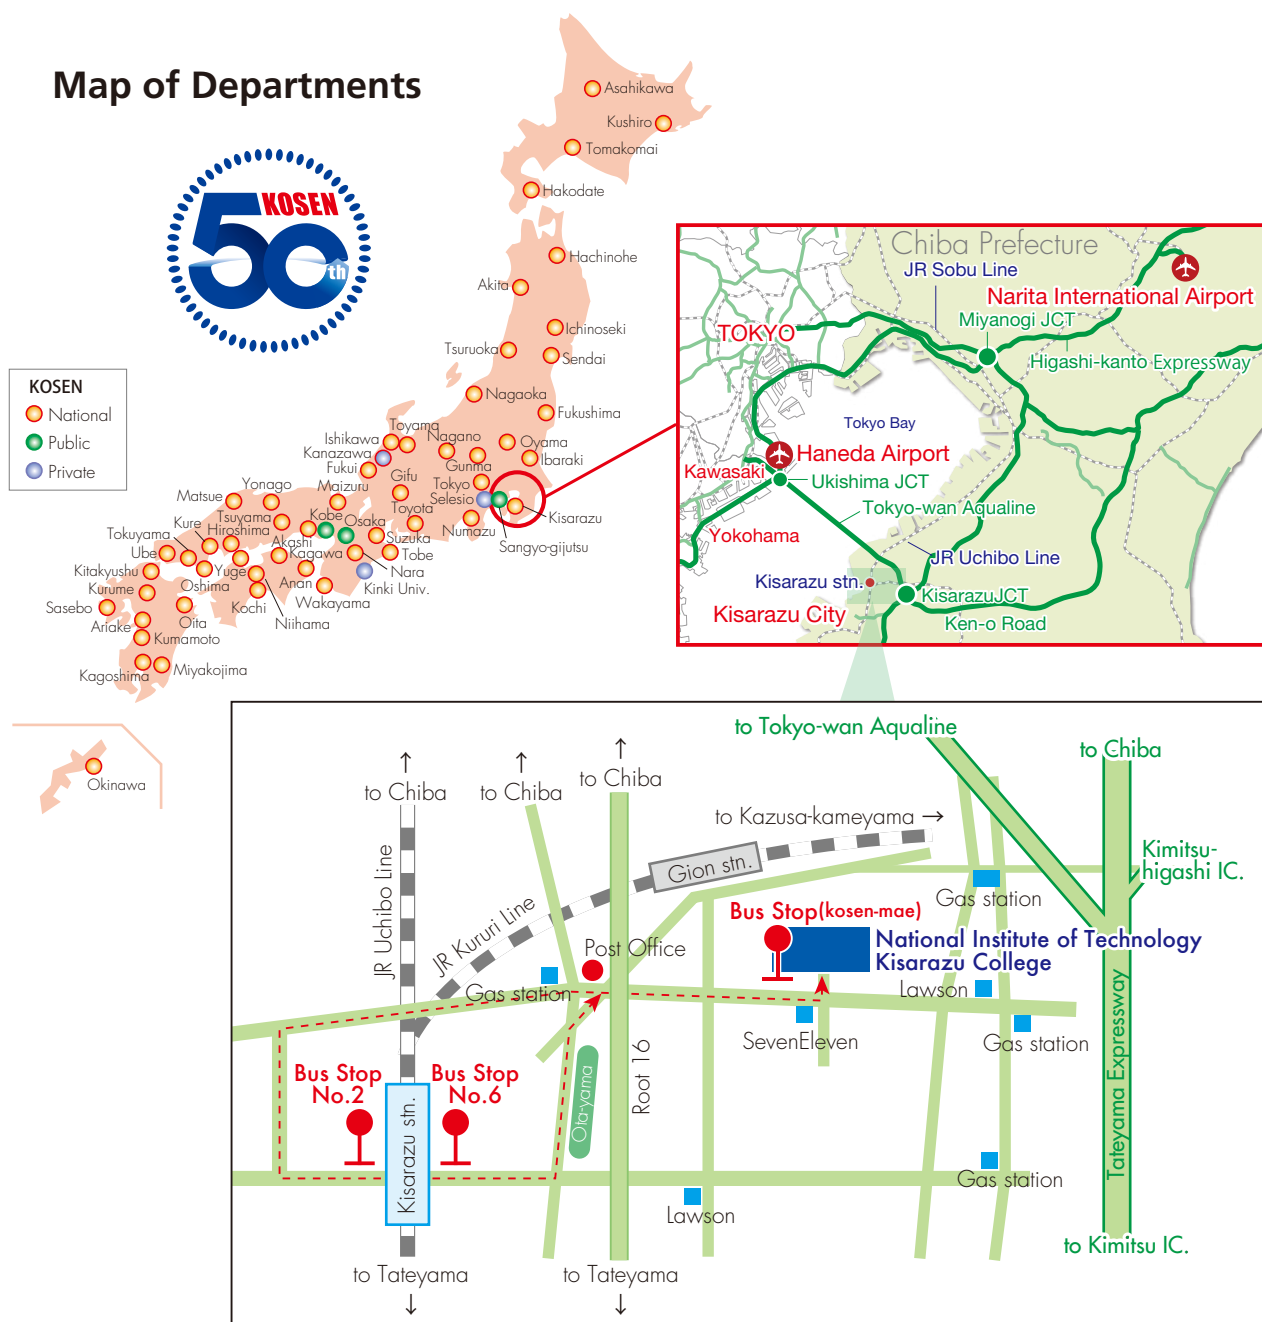 Map of Departments
KOSEN
50th
KOSEN
National
Public
Private
Asahikawa
Kushiro
Tomakomai
Hakodate
Hachinohe
Akita
Ichinoseki
Tsuruoka
Sendai
Nagaoka
Fukushima
Toyama
Ishikawa
Nagano
Oyama
Kanazawa
Gunma
Ibaraki
Fukui
Gifu
Tokyo
Yonago
Maizuru
Selesio
Matsue
Kisarazu
Tsuyama
Kobe
Toyota
Kure
Hiroshima
Osaka
Numazu
Tokuyama
Akashi
Suzuka
Sangyo-gijutsu
Ube
Kagawa
Tobe
Kitakyushu
Yuge
Nara
Oshima
Anan
Kinki Univ.
Kurume
Kochi
Wakayama
Sasebo
Oita
Niihama
Ariake
Kumamoto
Kagoshima
Miyakojima
Okinawa
Chiba Prefecture
JR Sobu Line
Narita International Airport
Miyanogi JCT
TOKYO
Higashi-kanto Expressway
Tokyo Bay
Haneda Airport
Kawasaki
Ukishima JCT
Tokyo-wan Aqualine
Yokohama
JR Uchibo Line
Kisarazu stn.
KisarazuJCT
Kisarazu City
Ken-o Road
to Tokyo-wan Aqualine
to Chiba
↑
to Chiba
↑
to Chiba
↑
to Chiba
to Kazusa-kameyama →
Kimitsu-
higashi IC.
JR Uchibo Line
JR Kururi Line
Gion stn.
Gas station
Bus Stop(kosen-mae)
National Institute of Technology
Kisarazu College
Post Office
Gas station
Lawson
SevenEleven
Gas station
Bus Stop
No.2
Bus Stop
No.6
Kisarazu stn.
Ota-yama
Root 16
Tateyama Expressway
Gas station
Lawson
to Kimitsu IC.
to Tateyama
↓
to Tateyama
↓